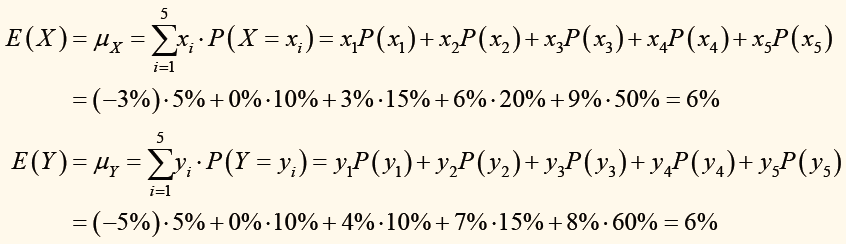 E(X) = μ_X = ∑_{i=1}^{5} x_i · P(X = x_i) = x_1P(x_1) + x_2P(x_2) + x_3P(x_3) + x_4P(x_4) + x_5P(x_5)
= (−3%) · 5% + 0% · 10% + 3% · 15% + 6% · 20% + 9% · 50% = 6%
E(Y) = μ_Y = ∑_{i=1}^{5} y_i · P(Y = y_i) = y_1P(y_1) + y_2P(y_2) + y_3P(y_3) + y_4P(y_4) + y_5P(y_5)
= (−5%) · 5% + 0% · 10% + 4% · 10% + 7% · 15% + 8% · 60% = 6%